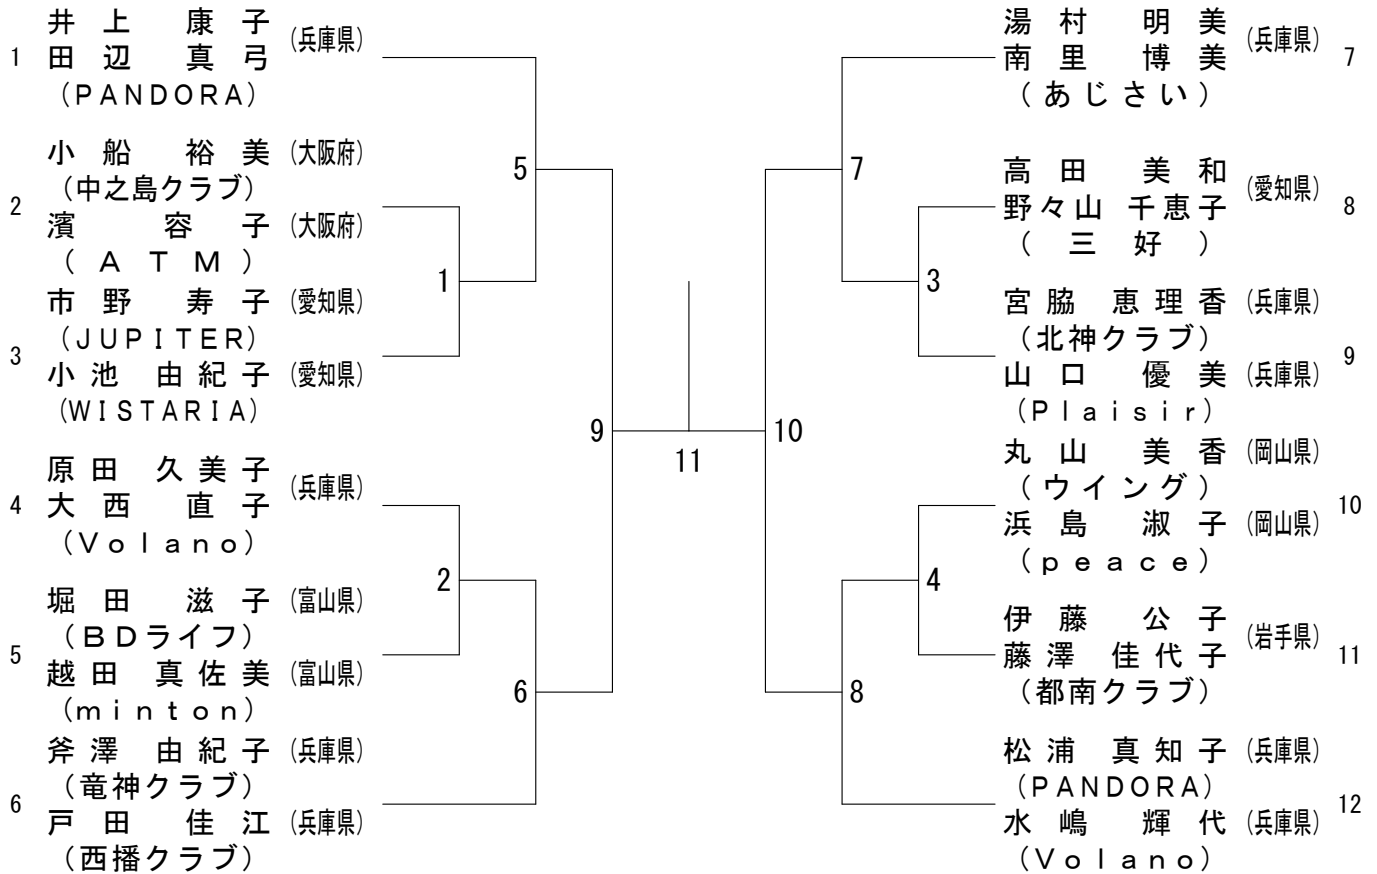 井上 康子 (兵庫県)
1 田辺 真弓
(PANDORA)
小船 裕美 (大阪府)
(中之島クラブ)
2
濱 容子 (大阪府)
(ATM)
市野 寿子 (愛知県)
(JUPITER)
3
小池 由紀子 (愛知県)
(WISTARIA)
原田 久美子 (兵庫県)
4 大西 直子
(Volano)
堀田 滋子 (富山県)
(BDライフ)
5
越田 真佐美 (富山県)
(minton)
斧澤 由紀子 (兵庫県)
(竜神クラブ)
6
戸田 佳江 (兵庫県)
(西播クラブ)
5
1
2
6
9
11
10
7
3
4
8
湯村 明美 (兵庫県)
南里 博美 7
(あじさい)
高田 美和 (愛知県)
野々山 千恵子 8
(三好)
宮脇 恵理香 (兵庫県)
(北神クラブ)
9
山口 優美 (兵庫県)
(Plaisir)
丸山 美香 (岡山県)
(ウイング)
10
浜島 淑子 (岡山県)
(peace)
伊藤 公子 (岩手県)
藤澤 佳代子 11
(都南クラブ)
松浦 真知子 (兵庫県)
(PANDORA)
12
水嶋 輝代 (兵庫県)
(Volano)